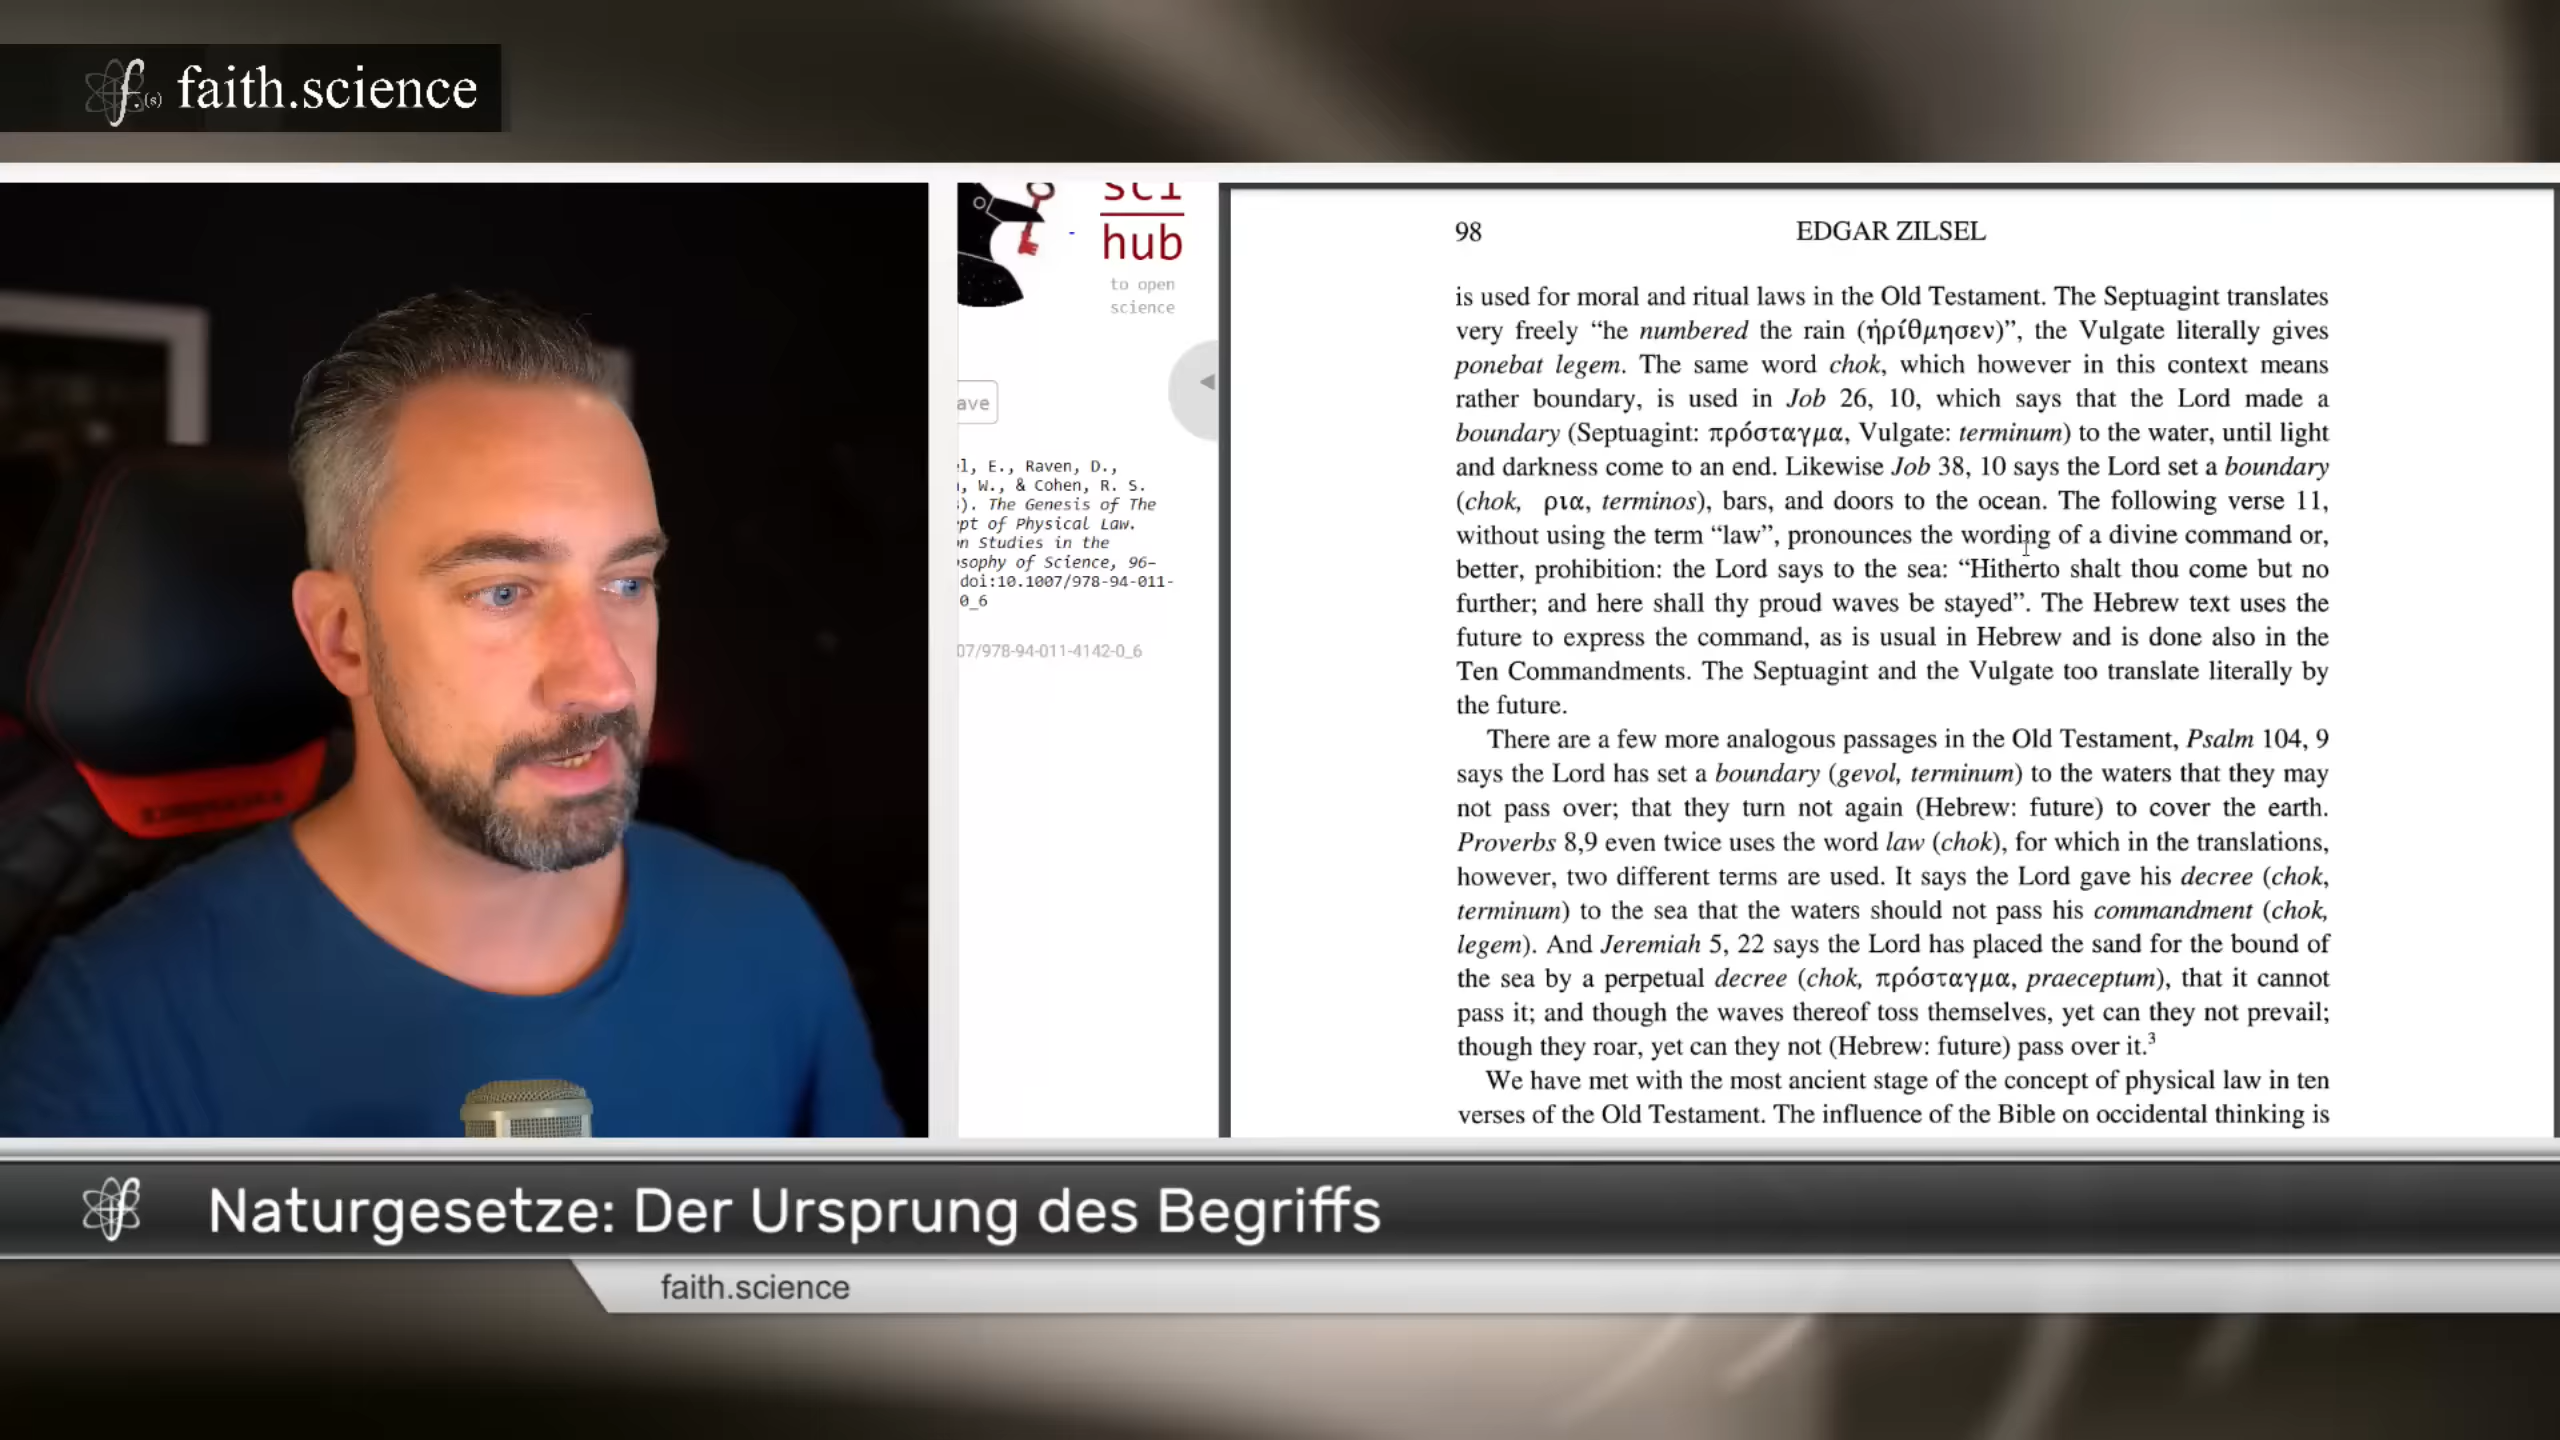 f.(s) faith.science
sci
hub
to open
science
ave
l, E., Raven, D.,
, W., & Cohen, R. S.
). The Genesis of The
pt of Physical Law.
n Studies in the
sophy of Science, 96–
doi:10.1007/978-94-011-
0_6
07/978-94-011-4142-0_6
98 EDGAR ZILSEL
is used for moral and ritual laws in the Old Testament. The Septuagint translates
very freely “he numbered the rain (ἠρίθμησεν)”, the Vulgate literally gives
ponebat legem. The same word chok, which however in this context means
rather boundary, is used in Job 26, 10, which says that the Lord made a
boundary (Septuagint: πρόσταγμα, Vulgate: terminum) to the water, until light
and darkness come to an end. Likewise Job 38, 10 says the Lord set a boundary
(chok, ρια, terminos), bars, and doors to the ocean. The following verse 11,
without using the term “law”, pronounces the wording of a divine command or,
better, prohibition: the Lord says to the sea: “Hitherto shalt thou come but no
further; and here shall thy proud waves be stayed”. The Hebrew text uses the
future to express the command, as is usual in Hebrew and is done also in the
Ten Commandments. The Septuagint and the Vulgate too translate literally by
the future.
There are a few more analogous passages in the Old Testament, Psalm 104, 9
says the Lord has set a boundary (gevol, terminum) to the waters that they may
not pass over; that they turn not again (Hebrew: future) to cover the earth.
Proverbs 8,9 even twice uses the word law (chok), for which in the translations,
however, two different terms are used. It says the Lord gave his decree (chok,
terminum) to the sea that the waters should not pass his commandment (chok,
legem). And Jeremiah 5, 22 says the Lord has placed the sand for the bound of
the sea by a perpetual decree (chok, πρόσταγμα, praeceptum), that it cannot
pass it; and though the waves thereof toss themselves, yet can they not prevail;
though they roar, yet can they not (Hebrew: future) pass over it.3
We have met with the most ancient stage of the concept of physical law in ten
verses of the Old Testament. The influence of the Bible on occidental thinking is
Naturgesetze: Der Ursprung des Begriffs
faith.science